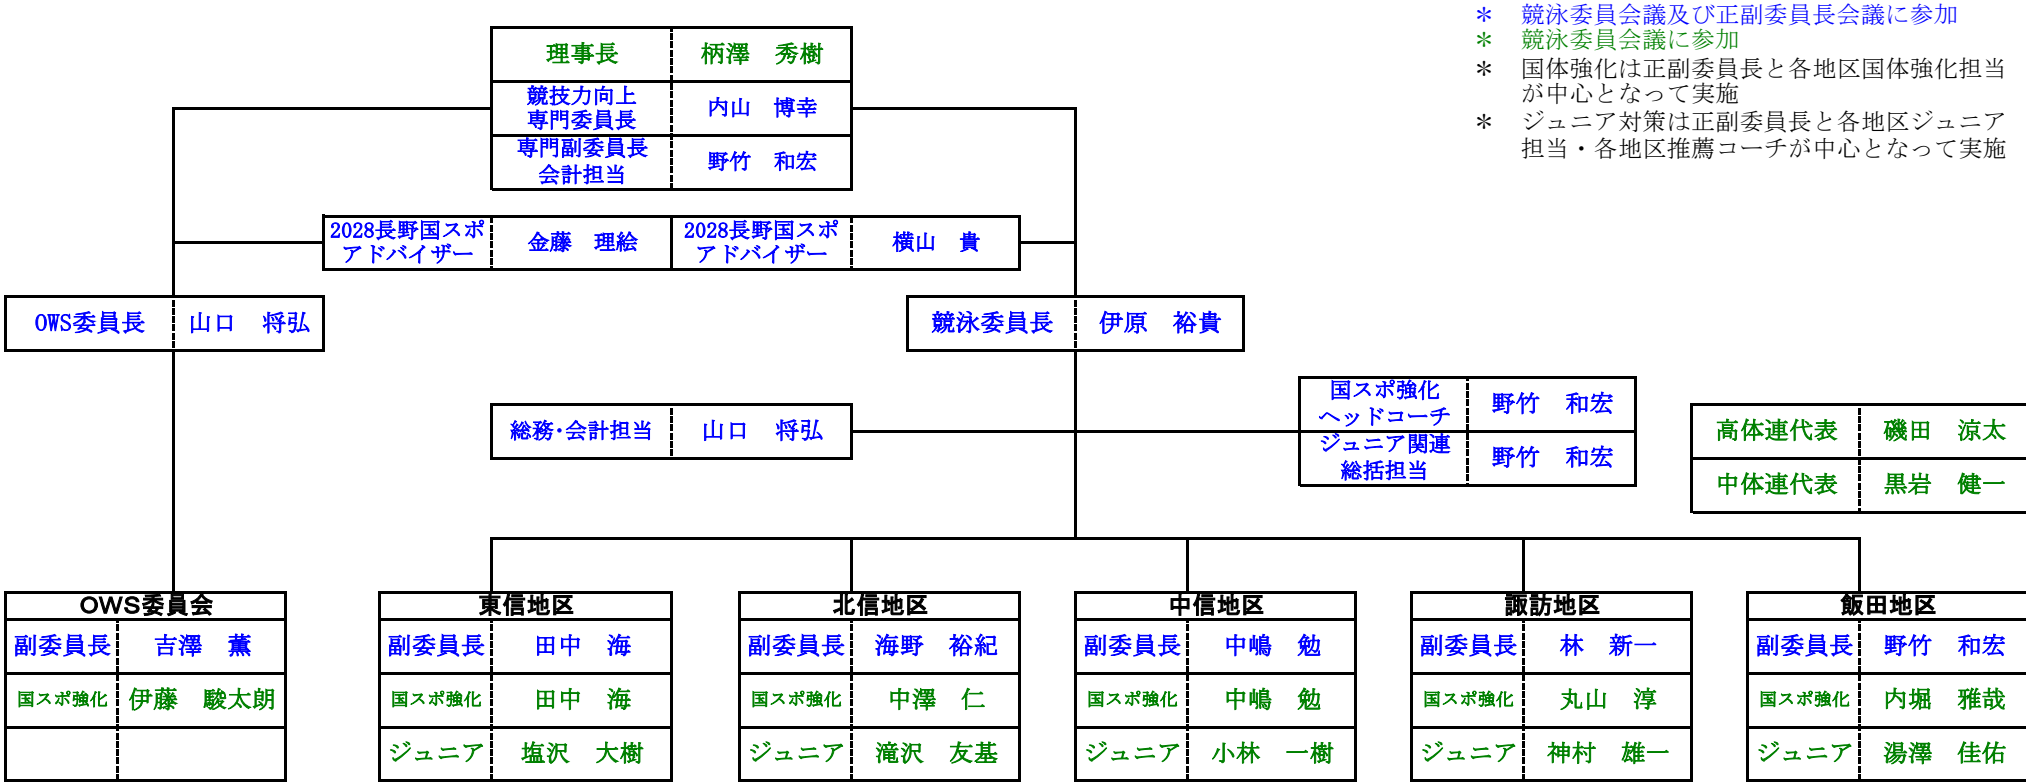 ＊　競泳委員会議及び正副委員長会議に参加
＊　競泳委員会議に参加
＊　国体強化は正副委員長と各地区国体強化担当
が中心となって実施
＊　ジュニア対策は正副委員長と各地区ジュニア
担当・各地区推薦コーチが中心となって実施
理事長　柄澤　秀樹
競技力向上
専門委員長
内山　博幸
専門副委員長
会計担当
野竹　和宏
2028長野国スポ
アドバイザー
金藤　理絵
2028長野国スポ
アドバイザー
横山　貴
OWS委員長　山口　将弘
競泳委員長　伊原　裕貴
総務・会計担当　山口　将弘
国スポ強化
ヘッドコーチ
野竹　和宏
ジュニア関連
総括担当
野竹　和宏
高体連代表　磯田　涼太
中体連代表　黒岩　健一
OWS委員会
副委員長　吉澤　薫
国スポ強化　伊藤　駿太朗
東信地区
副委員長　田中　海
国スポ強化　田中　海
ジュニア　塩沢　大樹
北信地区
副委員長　海野　裕紀
国スポ強化　中澤　仁
ジュニア　滝沢　友基
中信地区
副委員長　中嶋　勉
国スポ強化　中嶋　勉
ジュニア　小林　一樹
諏訪地区
副委員長　林　新一
国スポ強化　丸山　淳
ジュニア　神村　雄一
飯田地区
副委員長　野竹　和宏
国スポ強化　内堀　雅哉
ジュニア　湯澤　佳佑